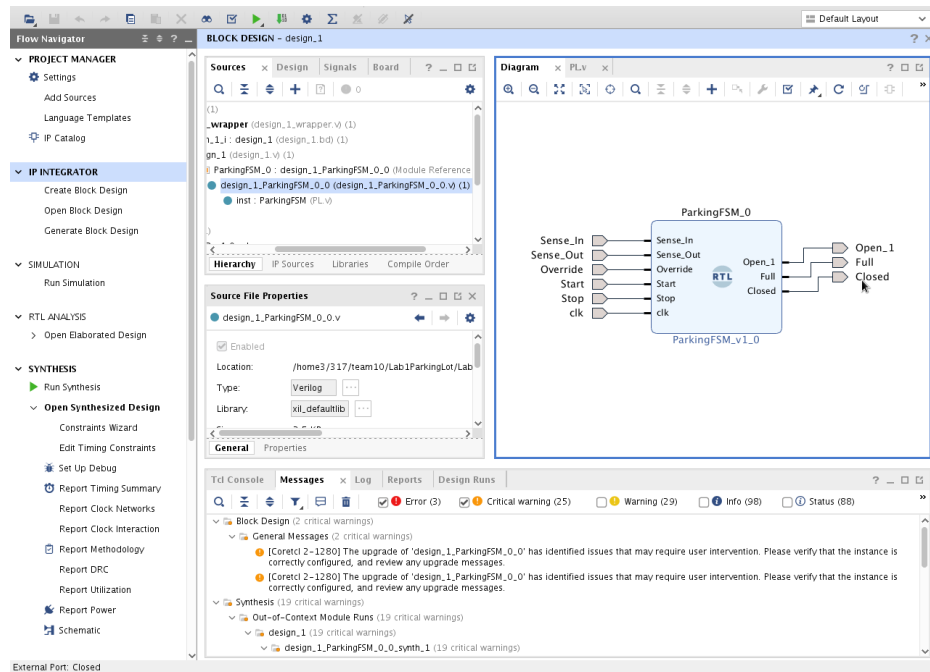 Default Layout
Flow Navigator
? _
BLOCK DESIGN - design_1
? ×
PROJECT MANAGER
Settings
Add Sources
Language Templates
IP Catalog
IP INTEGRATOR
Create Block Design
Open Block Design
Generate Block Design
SIMULATION
Run Simulation
RTL ANALYSIS
Open Elaborated Design
SYNTHESIS
Run Synthesis
Open Synthesized Design
Constraints Wizard
Edit Timing Constraints
Set Up Debug
Report Timing Summary
Report Clock Networks
Report Clock Interaction
Report Methodology
Report DRC
Report Utilization
Report Power
Schematic
Sources × Design Signals Board ? _
0
(1)
_wrapper (design_1_wrapper.v) (1)
1_1_i : design_1 (design_1.bd) (1)
gn_1 (design_1.v) (1)
ParkingFSM_0 : design_1_ParkingFSM_0_0 (Module Reference
design_1_ParkingFSM_0_0 (design_1_ParkingFSM_0_0.v) (1)
inst : ParkingFSM (PL.v)
Hierarchy IP Sources Libraries Compile Order
Source File Properties ? _
design_1_ParkingFSM_0_0.v
Enabled
Location: /home3/317/team10/Lab1ParkingLot/Lab
Type: Verilog ...
Library: xil_defaultlib ...
General Properties
Diagram × PL.v × ?
»
ParkingFSM_0
Sense_In
Sense_Out
Override
Start
Stop
clk
Sense_In
Sense_Out
Override
Start
Stop
clk
RTL
Open_1
Full
Closed
Open_1
Full
Closed
ParkingFSM_v1_0
Tcl Console Messages × Log Reports Design Runs ? _
Error (3) Critical warning (25) Warning (29) Info (98) Status (88) »
Block Design (2 critical warnings)
General Messages (2 critical warnings)
[Coretcl 2-1280] The upgrade of 'design_1_ParkingFSM_0_0' has identified issues that may require user intervention. Please verify that the instance is
correctly configured, and review any upgrade messages.
[Coretcl 2-1280] The upgrade of 'design_1_ParkingFSM_0_0' has identified issues that may require user intervention. Please verify that the instance is
correctly configured, and review any upgrade messages.
Synthesis (19 critical warnings)
Out-of-Context Module Runs (19 critical warnings)
design_1 (19 critical warnings)
design_1_ParkingFSM_0_0_synth_1 (19 critical warnings)
External Port: Closed